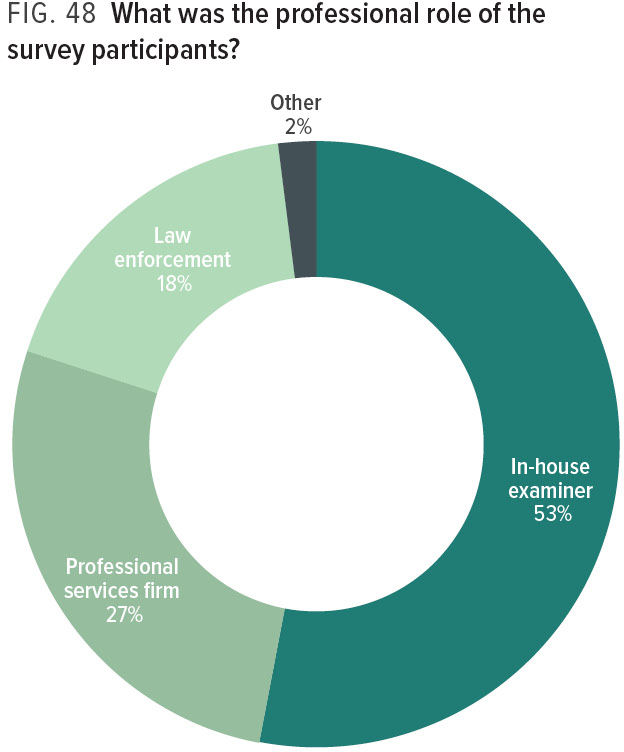 FIG. 48 What was the professional role of the
survey participants?
Other
2%
Law
enforcement
18%
In-house
examiner
53%
Professional
services firm
27%